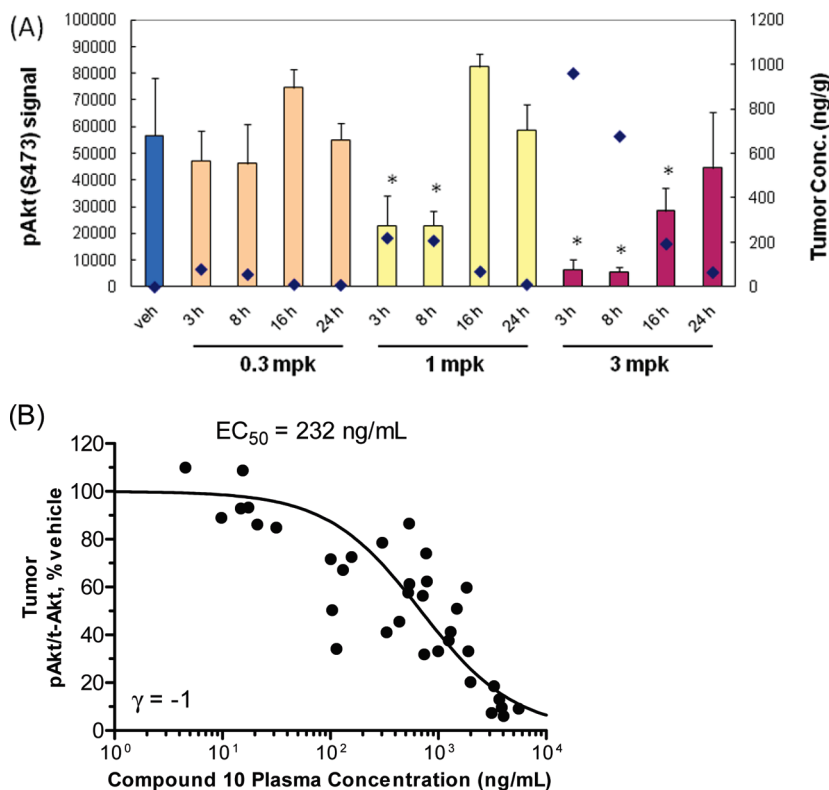 (A)
100000
90000
80000
70000
60000
50000
40000
30000
20000
10000
0
pAkt (S473) signal
1200
1000
800
600
400
200
0
Tumor Conc. (ng/g)
* * * * *
veh 3 h 8 h 16 h 24 h 3 h 8 h 16 h 24 h 3 h 8 h 16 h 24 h
0.3 mpk 1 mpk 3 mpk
(B)
EC50 = 232 ng/mL
120
100
80
60
40
20
0
Tumor
pAkt/t-Akt, % vehicle
γ = -1
10^0 10^1 10^2 10^3 10^4
Compound 10 Plasma Concentration (ng/mL)